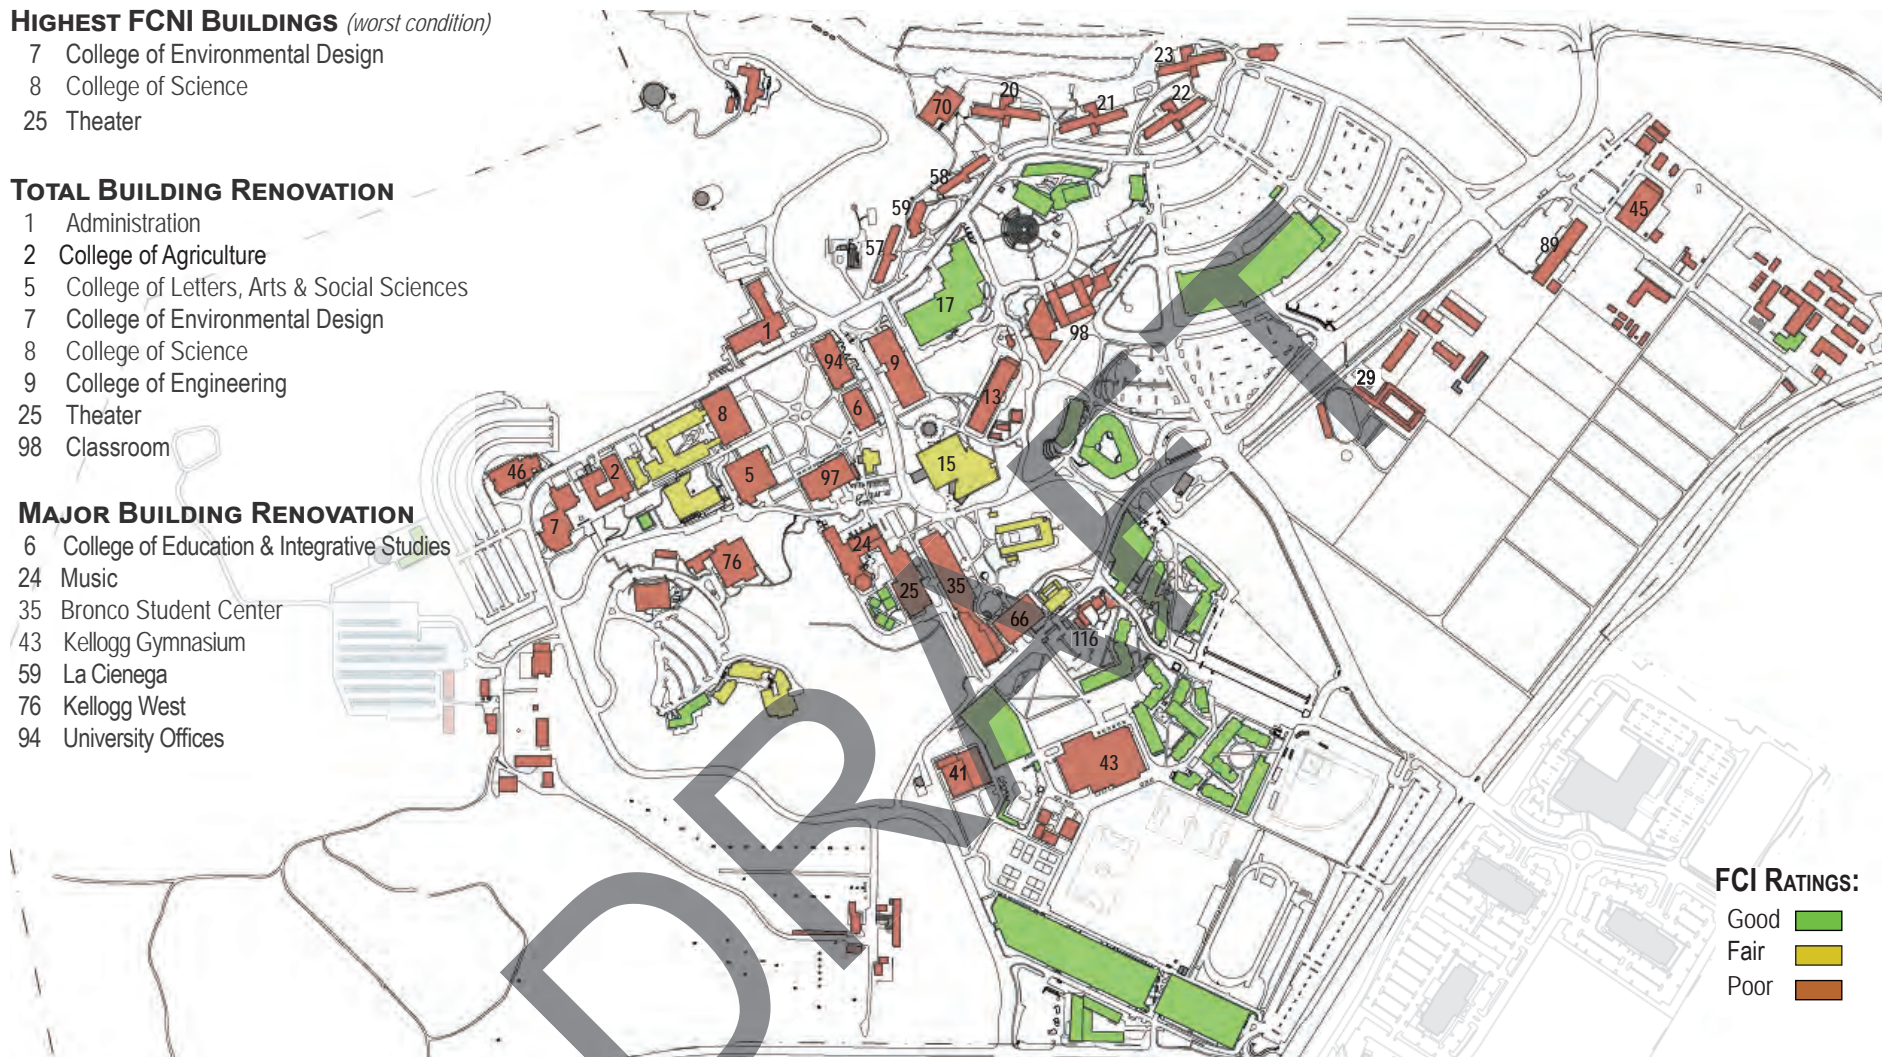 HIGHEST FCNI BUILDINGS (worst condition)
7 College of Environmental Design
8 College of Science
25 Theater
TOTAL BUILDING RENOVATION
1 Administration
2 College of Agriculture
5 College of Letters, Arts & Social Sciences
7 College of Environmental Design
8 College of Science
9 College of Engineering
25 Theater
98 Classroom
MAJOR BUILDING RENOVATION
6 College of Education & Integrative Studies
24 Music
35 Bronco Student Center
43 Kellogg Gymnasium
59 La Cienega
76 Kellogg West
94 University Offices
23
20
70
21
22
58
59
57
45
89
17
1
98
94
9
29
13
8
6
46
2
5
97
15
7
24
76
25
35
66
116
41
43
DRAFT
FCI RATINGS:
Good
Fair
Poor